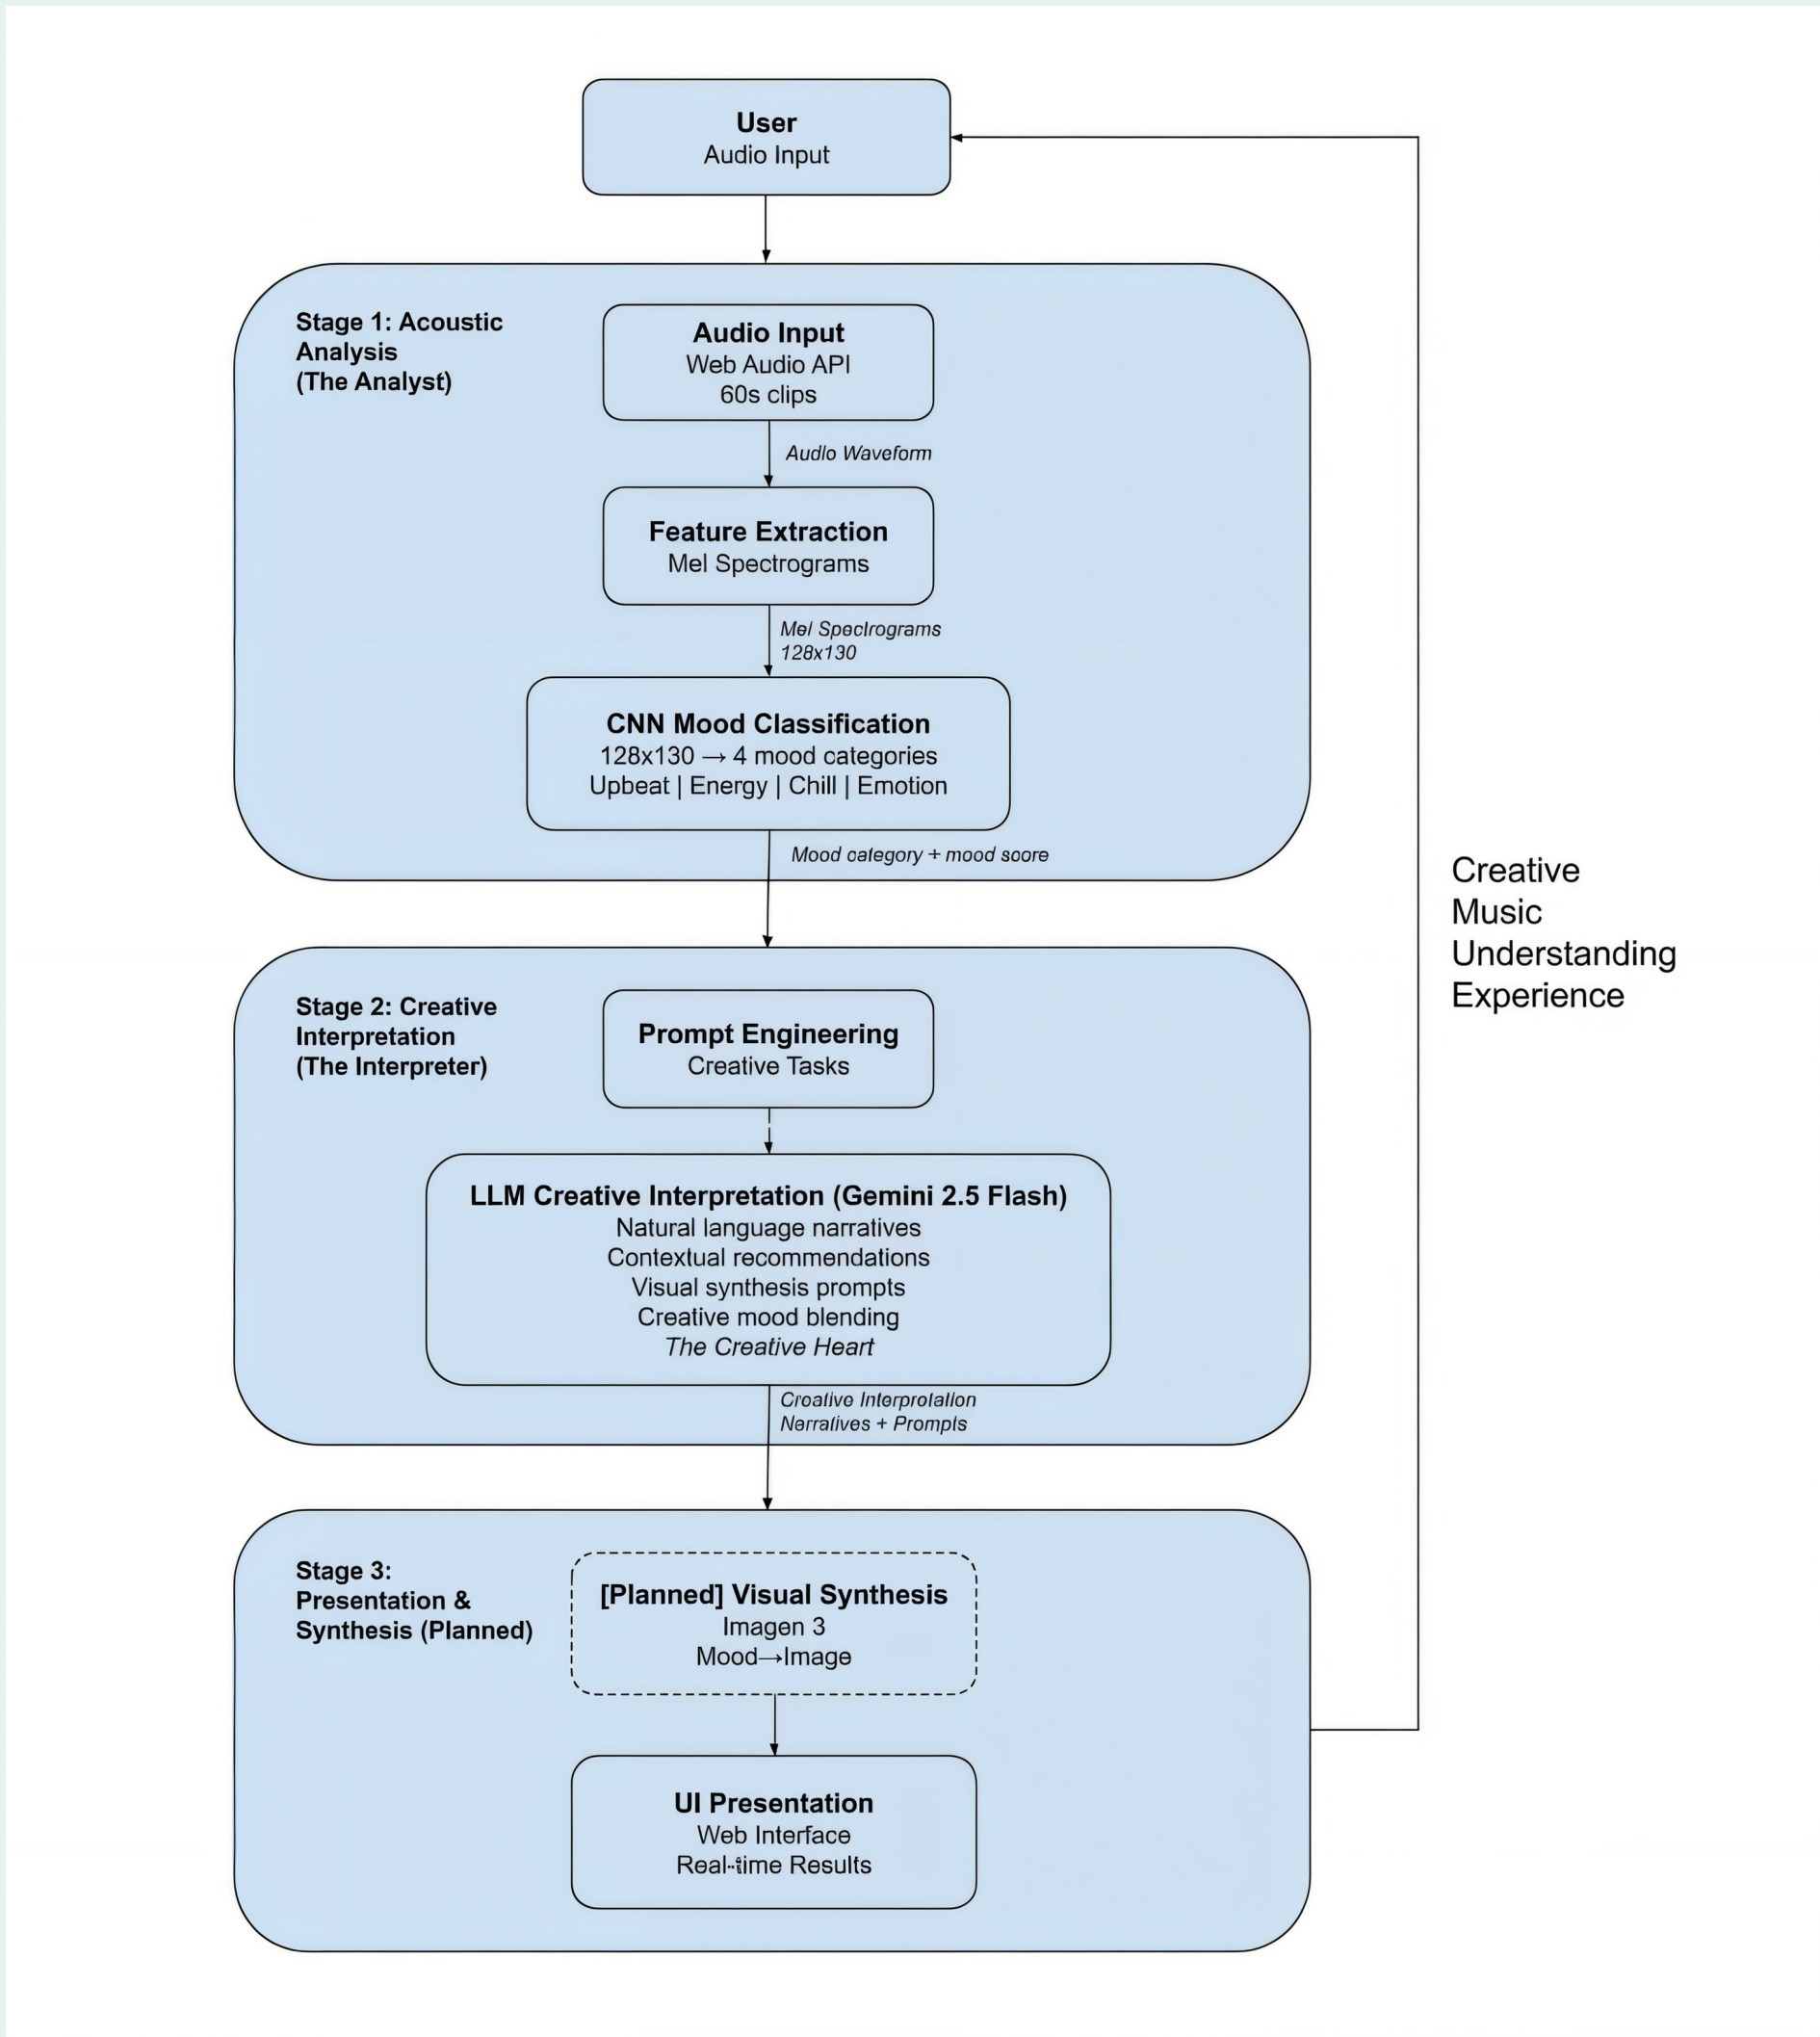 User
Audio Input
Stage 1: Acoustic
Analysis
(The Analyst)
Audio Input
Web Audio API
60s clips
Audio Waveform
Feature Extraction
Mel Spectrograms
Mel Spectrograms
128x130
CNN Mood Classification
128x130 → 4 mood categories
Upbeat | Energy | Chill | Emotion
Mood category + mood score
Creative
Music
Understanding
Experience
Stage 2: Creative
Interpretation
(The Interpreter)
Prompt Engineering
Creative Tasks
LLM Creative Interpretation (Gemini 2.5 Flash)
Natural language narratives
Contextual recommendations
Visual synthesis prompts
Creative mood blending
The Creative Heart
Creative Interpretation
Narratives + Prompts
Stage 3:
Presentation &
Synthesis (Planned)
[Planned] Visual Synthesis
Imagen 3
Mood→Image
UI Presentation
Web Interface
Real-time Results